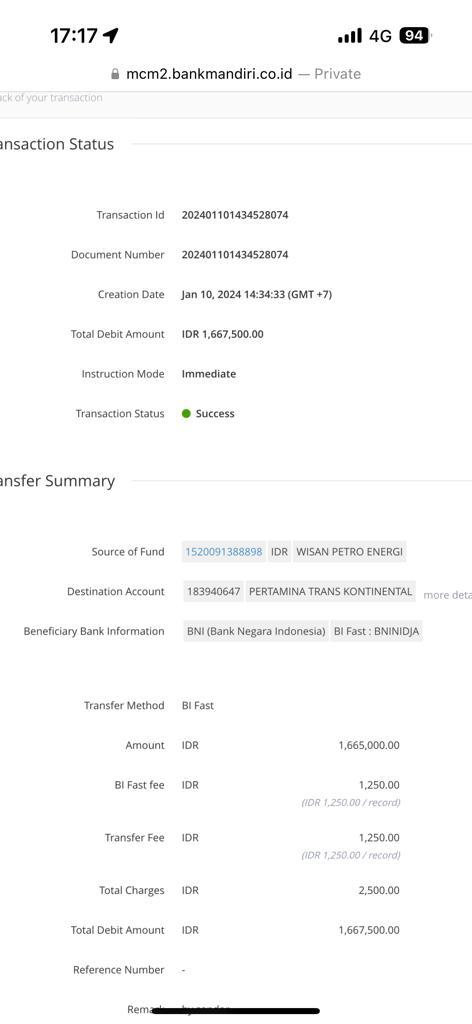 17:17 4G 94
mcm2.bankmandiri.co.id — Private
ack of your transaction
ansaction Status
Transaction Id 202401101434528074
Document Number 202401101434528074
Creation Date Jan 10, 2024 14:34:33 (GMT +7)
Total Debit Amount IDR 1,667,500.00
Instruction Mode Immediate
Transaction Status Success
ansfer Summary
Source of Fund 1520091388898 IDR WISAN PETRO ENERGI
Destination Account 183940647 PERTAMINA TRANS KONTINENTAL more deta
Beneficiary Bank Information BNI (Bank Negara Indonesia) BI Fast : BNINIDJA
Transfer Method BI Fast
Amount IDR 1,665,000.00
BI Fast fee IDR 1,250.00
(IDR 1,250.00 / record)
Transfer Fee IDR 1,250.00
(IDR 1,250.00 / record)
Total Charges IDR 2,500.00
Total Debit Amount IDR 1,667,500.00
Reference Number -
Remark